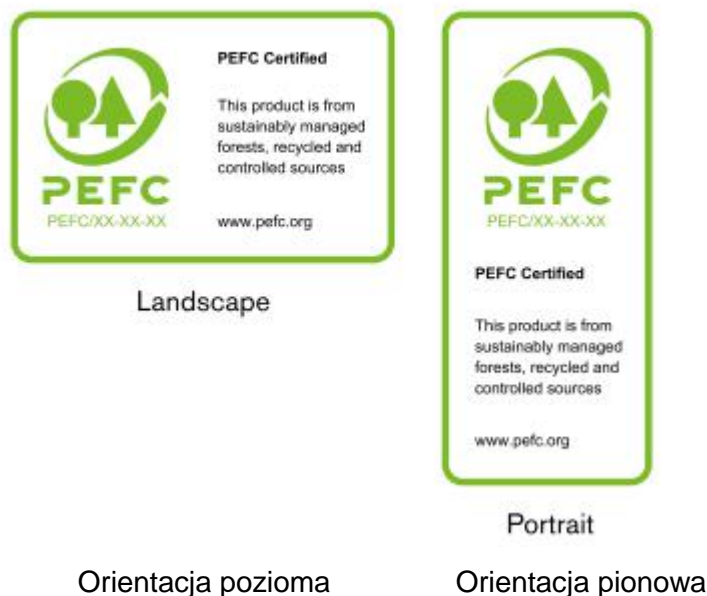 PEFC
PEFC/XX-XX-XX
PEFC Certified
This product is from
sustainably managed
forests, recycled and
controlled sources
www.pefc.org
Landscape
PEFC
PEFC/XX-XX-XX
PEFC Certified
This product is from
sustainably managed
forests, recycled and
controlled sources
www.pefc.org
Portrait
Orientacja pozioma
Orientacja pionowa